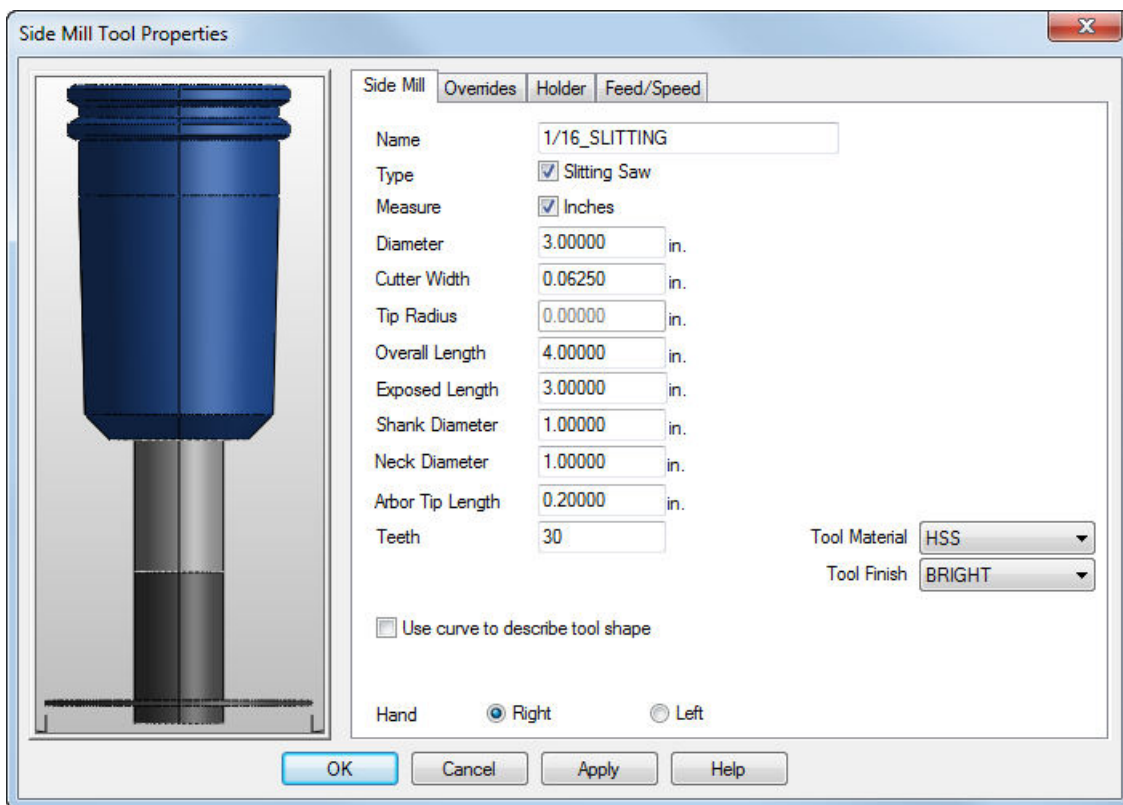 Side Mill Tool Properties
Side Mill Overrides Holder Feed/Speed
Name 1/16_SLITTING
Type Slitting Saw
Measure Inches
Diameter 3.00000 in.
Cutter Width 0.06250 in.
Tip Radius 0.00000 in.
Overall Length 4.00000 in.
Exposed Length 3.00000 in.
Shank Diameter 1.00000 in.
Neck Diameter 1.00000 in.
Arbor Tip Length 0.20000 in.
Teeth 30 Tool Material HSS
Tool Finish BRIGHT
Use curve to describe tool shape
Hand Right Left
OK Cancel Apply Help